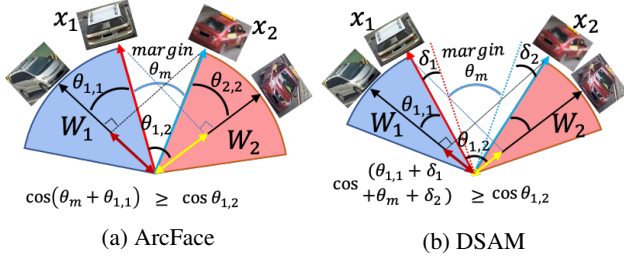 x₁
x₂
margin
θₘ
θ₁,₁
θ₂,₂
W₁
θ₁,₂
W₂
cos(θₘ + θ₁,₁) ≥ cos θ₁,₂
(a) ArcFace
x₁
x₂
δ₁
margin
δ₂
θₘ
θ₁,₁
W₁
θ₁,₂
W₂
cos (θ₁,₁ + δ₁
+θₘ + δ₂) ≥ cos θ₁,₂
(b) DSAM